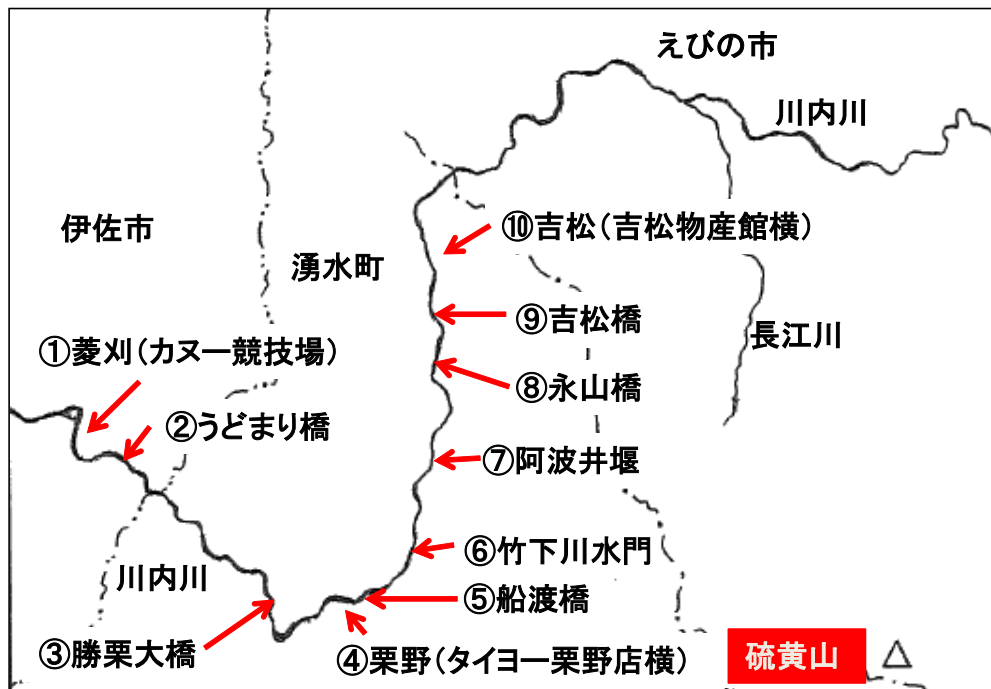 えびの市
川内川
伊佐市
⑩吉松(吉松物産館横)
湧水町
⑨吉松橋
長江川
①菱刈(カヌー競技場)
⑧永山橋
②うどまり橋
⑦阿波井堰
⑥竹下川水門
川内川
⑤船渡橋
③勝栗大橋
④栗野(タイヨー栗野店横)
硫黄山